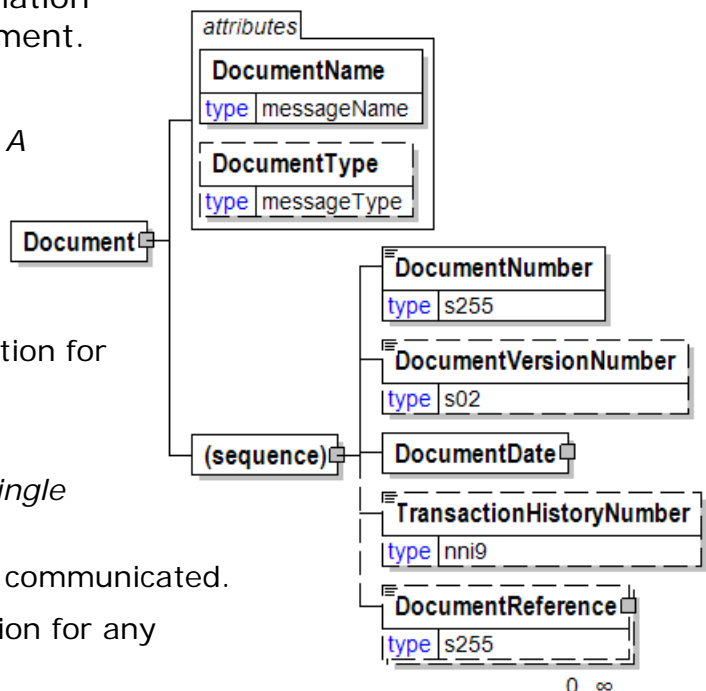 ment.
A
tion for
ingle
communicated.
ion for any
attributes
DocumentName
type messageName
DocumentType
type messageType
Document
(sequence)
DocumentNumber
type s255
DocumentVersionNumber
type s02
DocumentDate
TransactionHistoryNumber
type nni9
DocumentReference
type s255
0 ∞